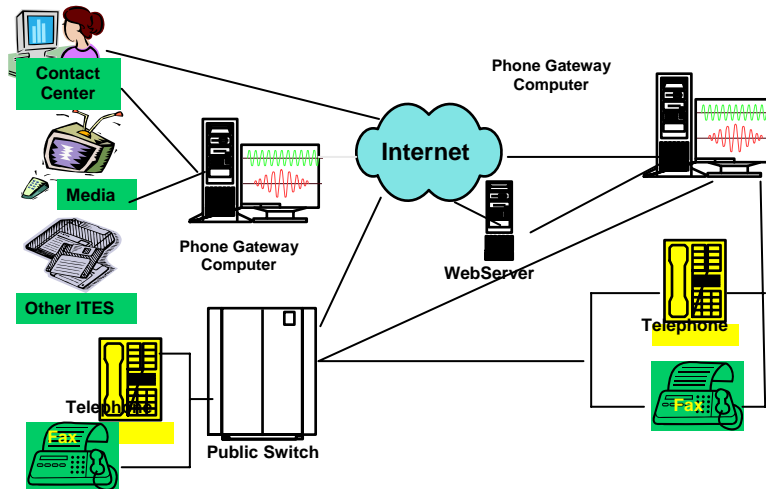 Contact
Center
Phone Gateway
Computer
Internet
Media
Phone Gateway
Computer
WebServer
Other ITES
Telephone
Telephone
Fax
Fax
Public Switch